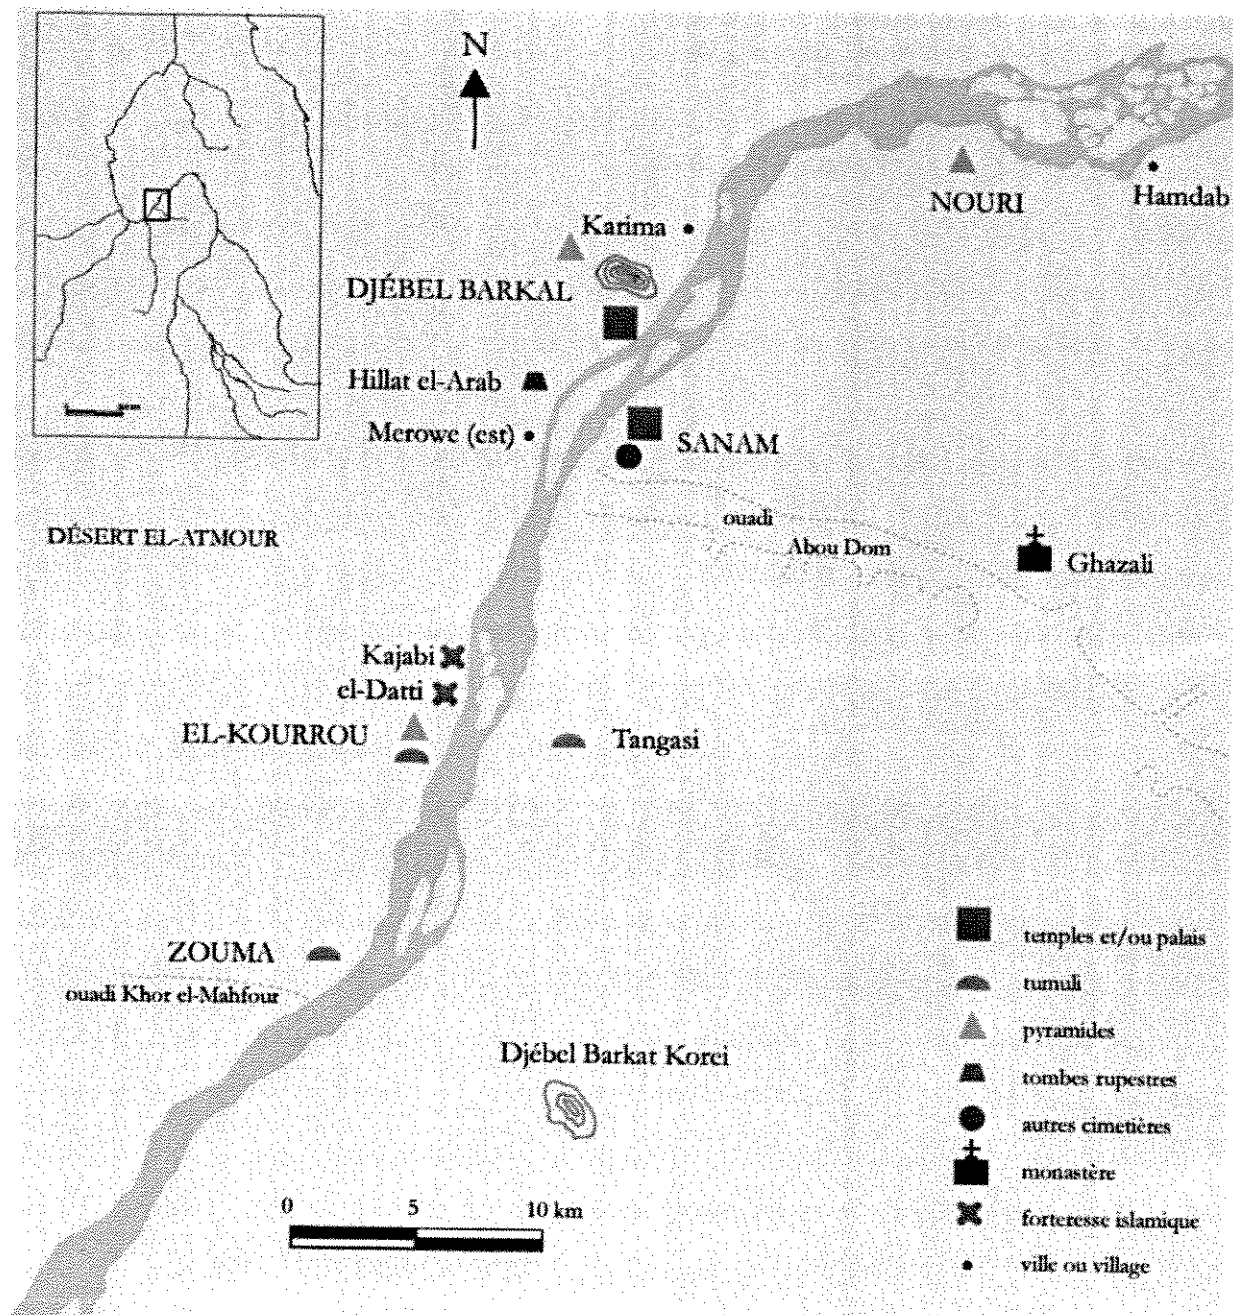 N
NOURI
Hamdab
Karima
DJÉBEL BARKAL
Hillat el-Arab
Merowe (est)
SANAM
DÉSERT EL-ATMOUR
ouadi
Abou Dom
Ghazali
Kajabi
el-Datti
EL-KOURROU
Tangasi
ZOUMA
ouadi Khor el-Mahfour
Djébel Barkat Korei
0 5 10 km
temples et/ou palais
tumuli
pyramides
tombes rupestres
autres cimetières
monastère
forteresse islamique
ville ou village